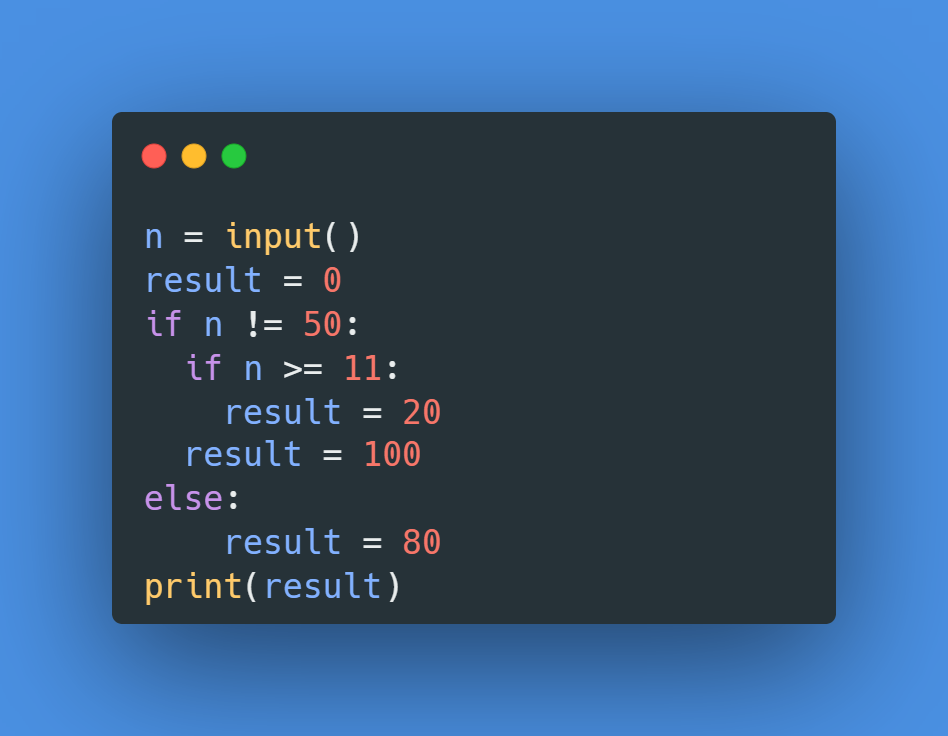 n = input()
result = 0
if n != 50:
  if n >= 11:
    result = 20
  result = 100
else:
    result = 80
print(result)